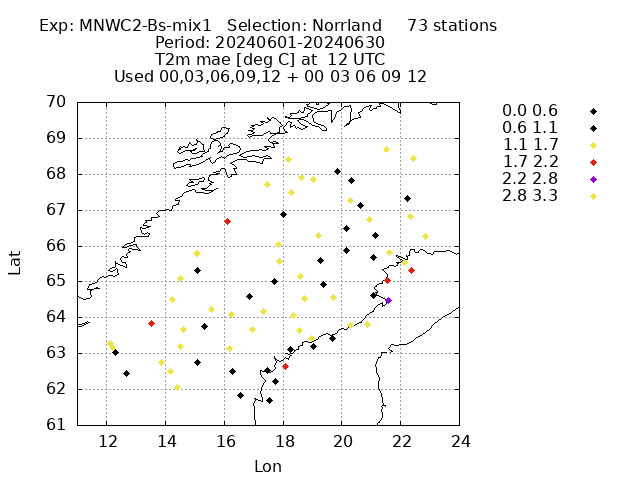 Exp: MNWC2-Bs-mix1 Selection: Norrland 73 stations
Period: 20240601-20240630
T2m mae [deg C] at 12 UTC
Used 00,03,06,09,12 + 00 03 06 09 12
0.0 0.6
0.6 1.1
1.1 1.7
1.7 2.2
2.2 2.8
2.8 3.3
70
69
68
67
66
65
64
63
62
61
Lat
12 14 16 18 20 22 24
Lon